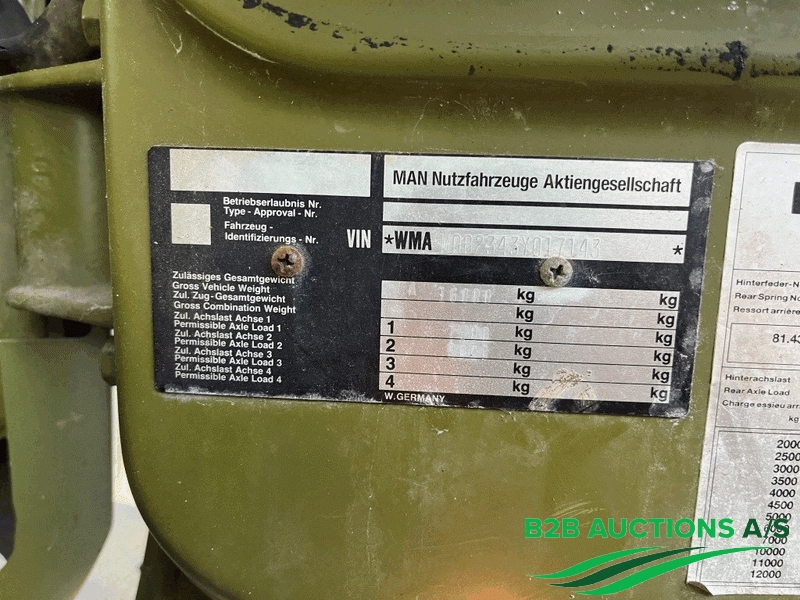 MAN Nutzfahrzeuge Aktiengesellschaft
Betriebserlaubnis Nr.
Type - Approval - Nr.
Fahrzeug -
Identifizierungs - Nr.
VIN *WMA *
Zulässiges Gesamtgewicht
Gross Vehicle Weight
Zul. Zug-Gesamtgewicht
Gross Combination Weight
Zul. Achslast Achse 1
Permissible Axle Load 1
Zul. Achslast Achse 2
Permissible Axle Load 2
Zul. Achslast Achse 3
Permissible Axle Load 3
Zul. Achslast Achse 4
Permissible Axle Load 4
kg kg
kg kg
1 kg kg
2 kg kg
3 kg kg
4 kg kg
W. GERMANY
Hinterfeder-N
Rear Spring No
Ressort arrière
81.43
Hinterachslast
Rear Axle Load
Charge essieu arr
kg
2000
2500
3000
3500
4000
4500
5000
6000
7000
10000
11000
12000
B2B AUCTIONS A/S